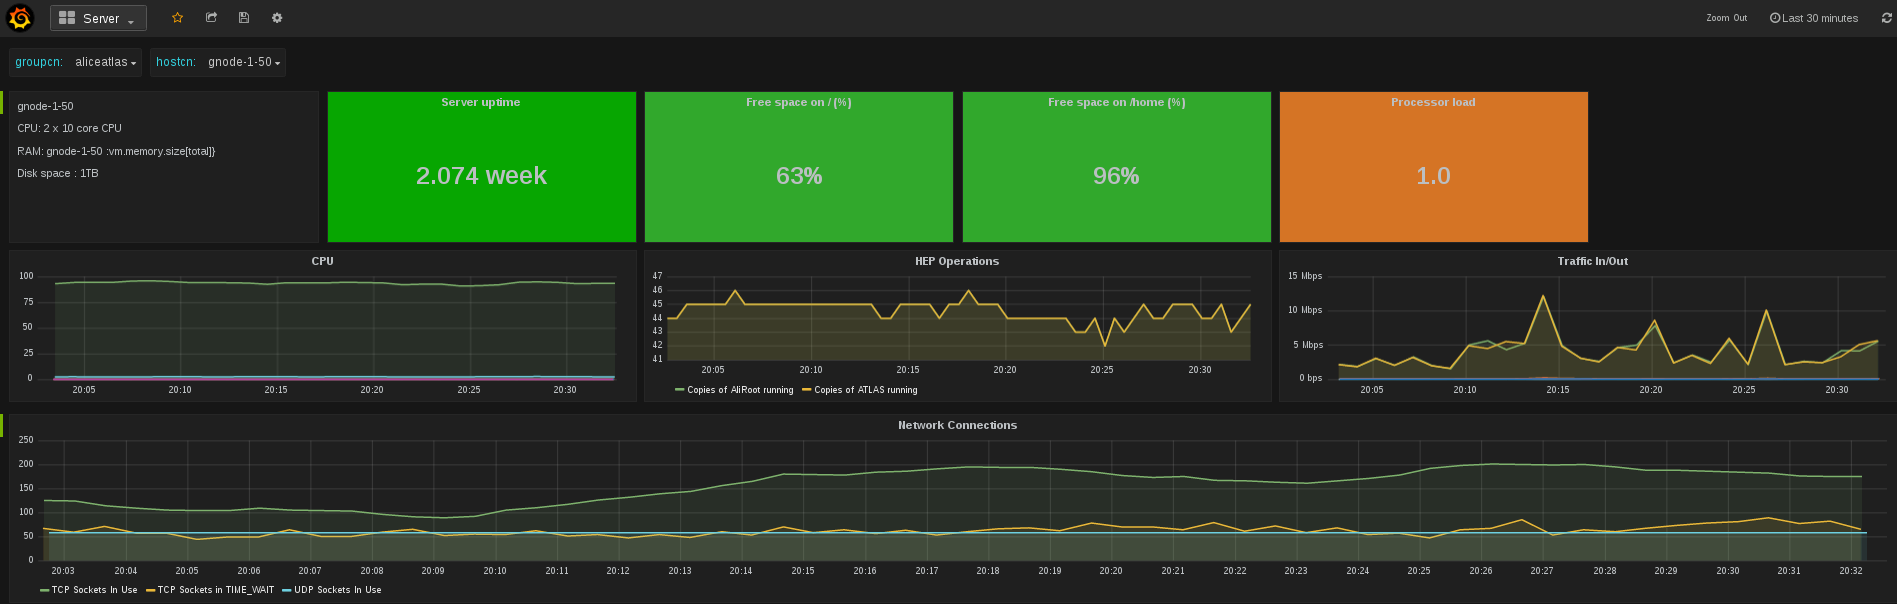 Server
Zoom Out
Last 30 minutes
groupcn: aliceatlas
hostcn: gnode-1-50
gnode-1-50
CPU: 2 x 10 core CPU
RAM: gnode-1-50 :vm.memory.size[total]}
Disk space : 1TB
Server uptime
2.074 week
Free space on / (%)
63%
Free space on /home (%)
96%
Processor load
1.0
CPU
100
75
50
25
0
20:05 20:10 20:15 20:20 20:25 20:30
HEP Operations
47
46
45
44
43
42
41
20:05 20:10 20:15 20:20 20:25 20:30
Copies of AliRoot running Copies of ATLAS running
Traffic In/Out
15 Mbps
10 Mbps
5 Mbps
0 bps
20:05 20:10 20:15 20:20 20:25 20:30
Network Connections
250
200
150
100
50
0
20:03 20:04 20:05 20:06 20:07 20:08 20:09 20:10 20:11 20:12 20:13 20:14 20:15 20:16 20:17 20:18 20:19 20:20 20:21 20:22 20:23 20:24 20:25 20:26 20:27 20:28 20:29 20:30 20:31 20:32
TCP Sockets In Use TCP Sockets in TIME_WAIT UDP Sockets In Use